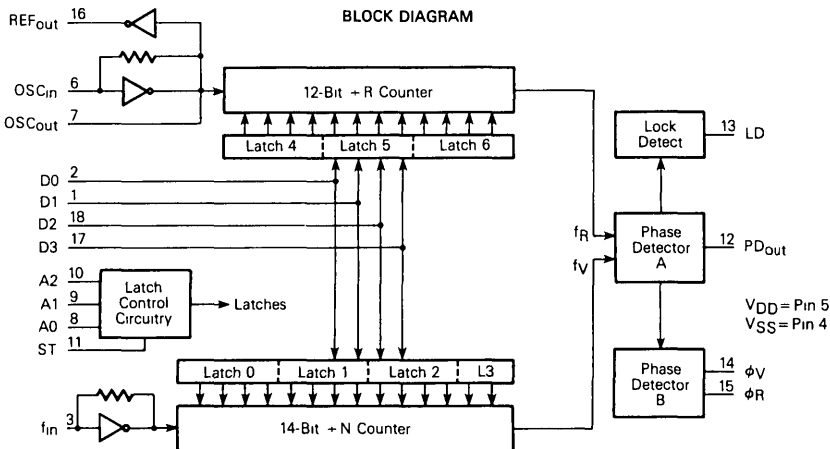 BLOCK DIAGRAM
REFout 16
OSCin 6
OSCout 7
12-Bit ÷ R Counter
Latch 4 Latch 5 Latch 6
D0 2
D1 1
D2 18
D3 17
A2 10
A1 9
A0 8
ST 11
Latch
Control
Circuitry
Latches
Latch 0 Latch 1 Latch 2 L3
fin 3
14-Bit ÷ N Counter
fR
fV
Lock
Detect
13 LD
Phase
Detector
A
12 PDout
VDD = Pin 5
VSS = Pin 4
Phase
Detector
B
14 ϕV
15 ϕR